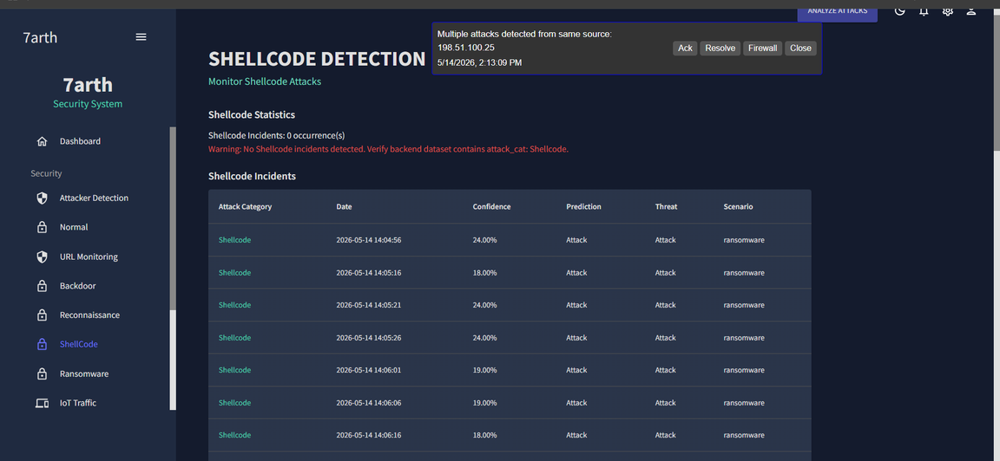 ANALYZE ATTACKS
7arth
Multiple attacks detected from same source:
198.51.100.25
5/14/2026, 2:13:09 PM
Ack Resolve Firewall Close
SHELLCODE DETECTION
Monitor Shellcode Attacks
7arth
Security System
Dashboard
Security
Attacker Detection
Normal
URL Monitoring
Backdoor
Reconnaissance
ShellCode
Ransomware
IoT Traffic
Shellcode Statistics
Shellcode Incidents: 0 occurrence(s)
Warning: No Shellcode incidents detected. Verify backend dataset contains attack_cat: Shellcode.
Shellcode Incidents
Attack Category Date Confidence Prediction Threat Scenario
Shellcode 2026-05-14 14:04:56 24.00% Attack Attack ransomware
Shellcode 2026-05-14 14:05:16 18.00% Attack Attack ransomware
Shellcode 2026-05-14 14:05:21 24.00% Attack Attack ransomware
Shellcode 2026-05-14 14:05:26 24.00% Attack Attack ransomware
Shellcode 2026-05-14 14:06:01 19.00% Attack Attack ransomware
Shellcode 2026-05-14 14:06:06 19.00% Attack Attack ransomware
Shellcode 2026-05-14 14:06:16 18.00% Attack Attack ransomware